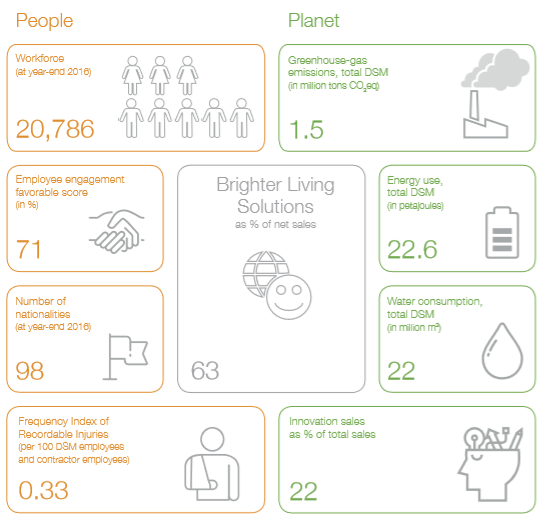 People
Planet
Workforce
(at year-end 2016)
20,786
Greenhouse-gas
emissions, total DSM
(in million tons CO₂eq)
1.5
Employee engagement
favorable score
(in %)
71
Brighter Living
Solutions
as % of net sales
63
Energy use,
total DSM
(in petajoules)
22.6
Number of
nationalities
(at year-end 2016)
98
Water consumption,
total DSM
(in million m³)
22
Frequency Index of
Recordable Injuries
(per 100 DSM employees
and contractor employees)
0.33
Innovation sales
as % of total sales
22